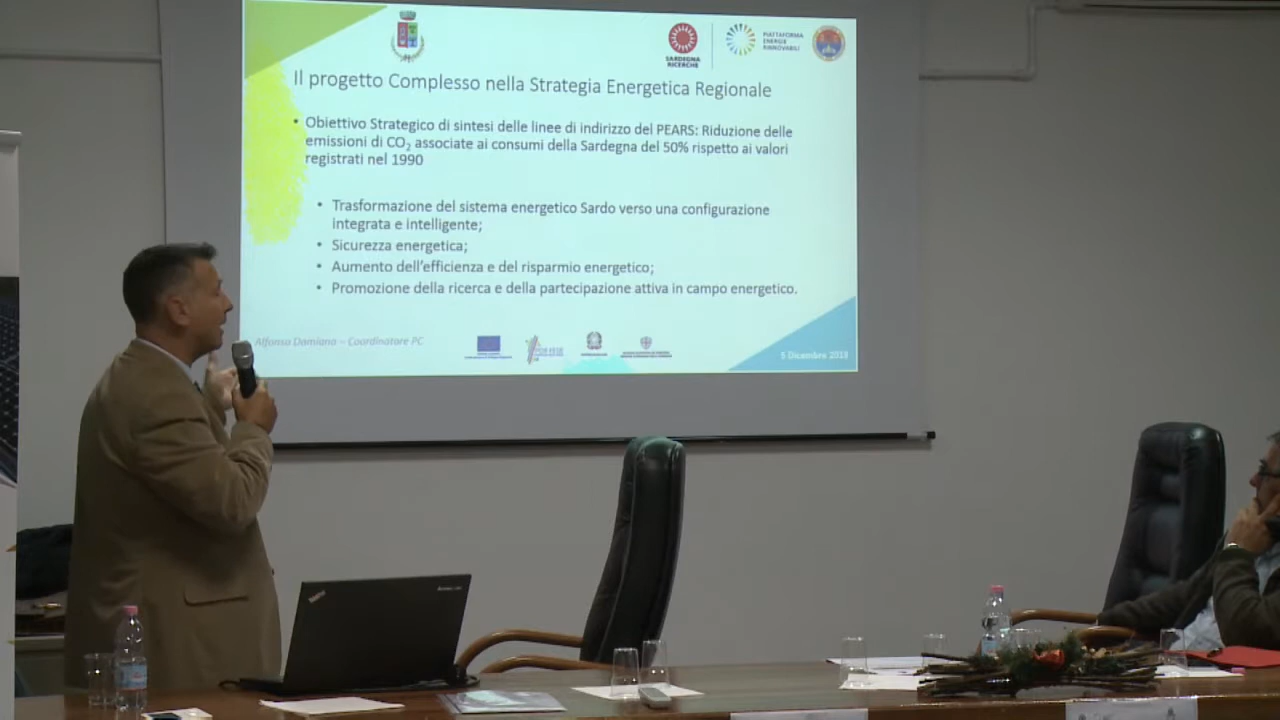 SARDEGNA
RICERCHE
PIATTAFORMA
ENERGIE
RINNOVABILI
Il progetto Complesso nella Strategia Energetica Regionale
• Obiettivo Strategico di sintesi delle linee di indirizzo del PEARS: Riduzione delle
emissioni di CO₂ associate ai consumi della Sardegna del 50% rispetto ai valori
registrati nel 1990
• Trasformazione del sistema energetico Sardo verso una configurazione
integrata e intelligente;
• Sicurezza energetica;
• Aumento dell'efficienza e del risparmio energetico;
• Promozione della ricerca e della partecipazione attiva in campo energetico.
Alfonso Damiano – Coordinatore PC
5 Dicembre 2018
ThinkPad